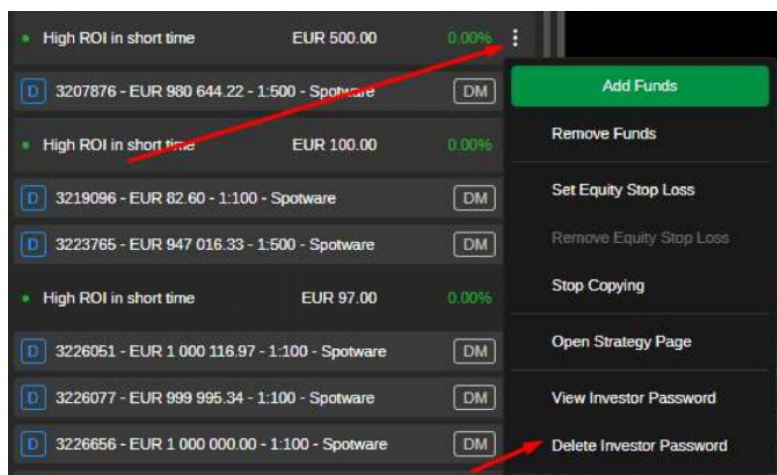 High ROI in short time EUR 500.00 0.00%
D 3207876 - EUR 980 644.22 - 1:500 - Spotware DM
High ROI in short time EUR 100.00 0.00%
D 3219096 - EUR 82.60 - 1:100 - Spotware DM
D 3223765 - EUR 947 016.33 - 1:500 - Spotware DM
High ROI in short time EUR 97.00 0.00%
D 3226051 - EUR 1 000 116.97 - 1:100 - Spotware DM
D 3226077 - EUR 999 995.34 - 1:100 - Spotware DM
D 3226656 - EUR 1 000 000.00 - 1:100 - Spotware DM
Add Funds
Remove Funds
Set Equity Stop Loss
Remove Equity Stop Loss
Stop Copying
Open Strategy Page
View Investor Password
Delete Investor Password